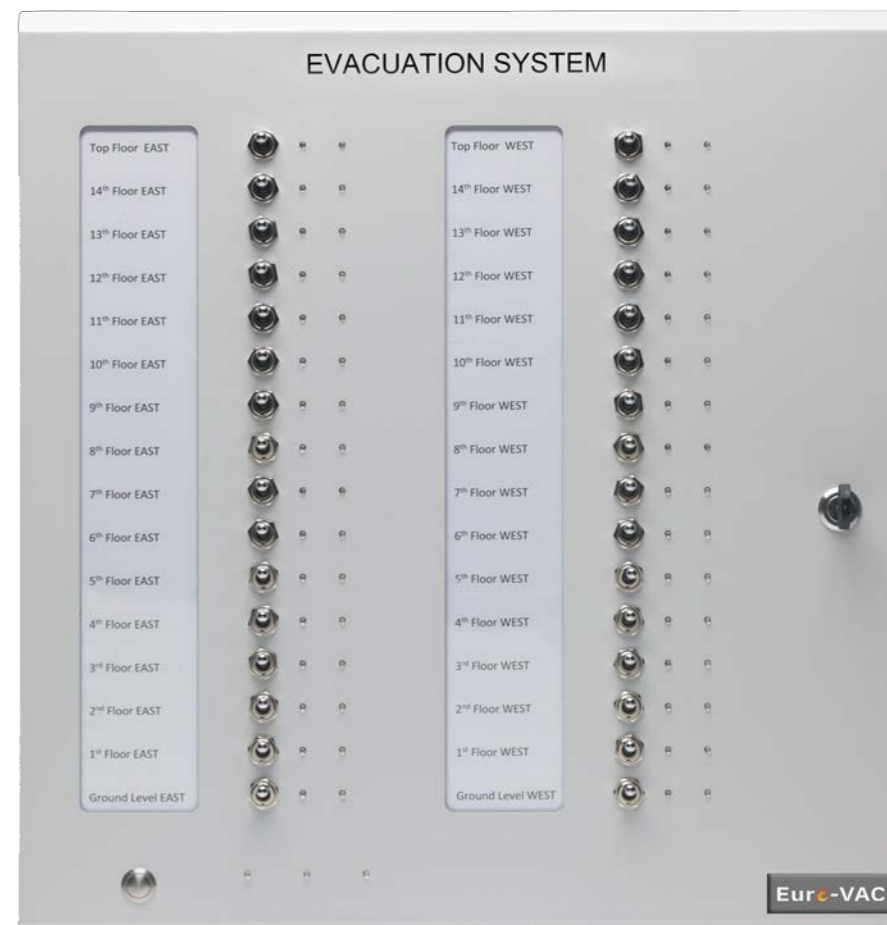 EVACUATION SYSTEM
Top Floor EAST
14th Floor EAST
13th Floor EAST
12th Floor EAST
11th Floor EAST
10th Floor EAST
9th Floor EAST
8th Floor EAST
7th Floor EAST
6th Floor EAST
5th Floor EAST
4th Floor EAST
3rd Floor EAST
2nd Floor EAST
1st Floor EAST
Ground Level EAST
Top Floor WEST
14th Floor WEST
13th Floor WEST
12th Floor WEST
11th Floor WEST
10th Floor WEST
9th Floor WEST
8th Floor WEST
7th Floor WEST
6th Floor WEST
5th Floor WEST
4th Floor WEST
3rd Floor WEST
2nd Floor WEST
1st Floor WEST
Ground Level WEST
Euro-VAC